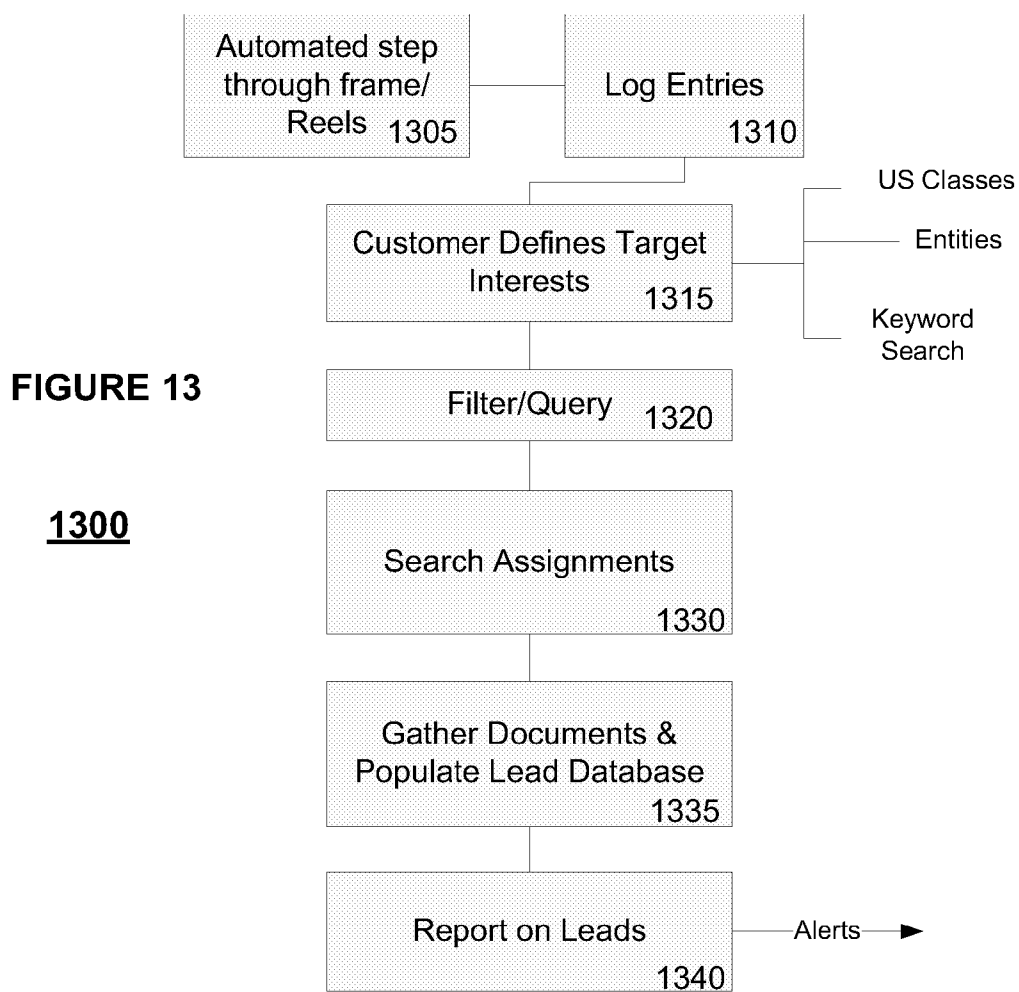 Automated step
through frame/
Reels
1305
Log Entries
1310
US Classes
Entities
Keyword
Search
Customer Defines Target
Interests
1315
FIGURE 13
Filter/Query
1320
1300
Search Assignments
1330
Gather Documents &
Populate Lead Database
1335
Report on Leads
1340
Alerts